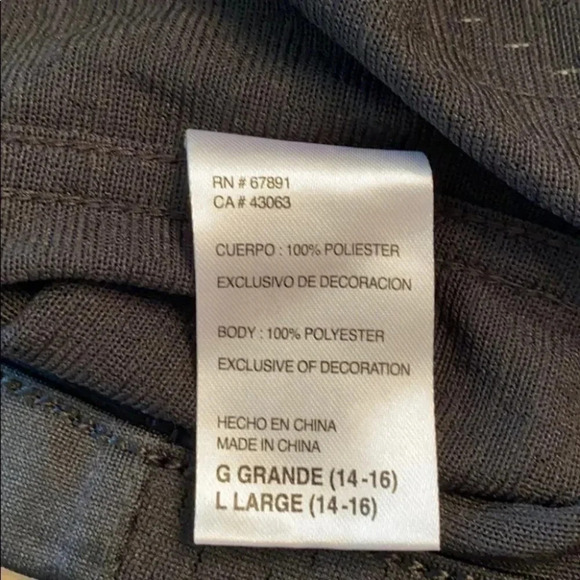 RN # 67891
CA # 43063
CUERPO : 100% POLIESTER
EXCLUSIVO DE DECORACION
BODY : 100% POLYESTER
EXCLUSIVE OF DECORATION
HECHO EN CHINA
MADE IN CHINA
G GRANDE (14-16)
L LARGE (14-16)